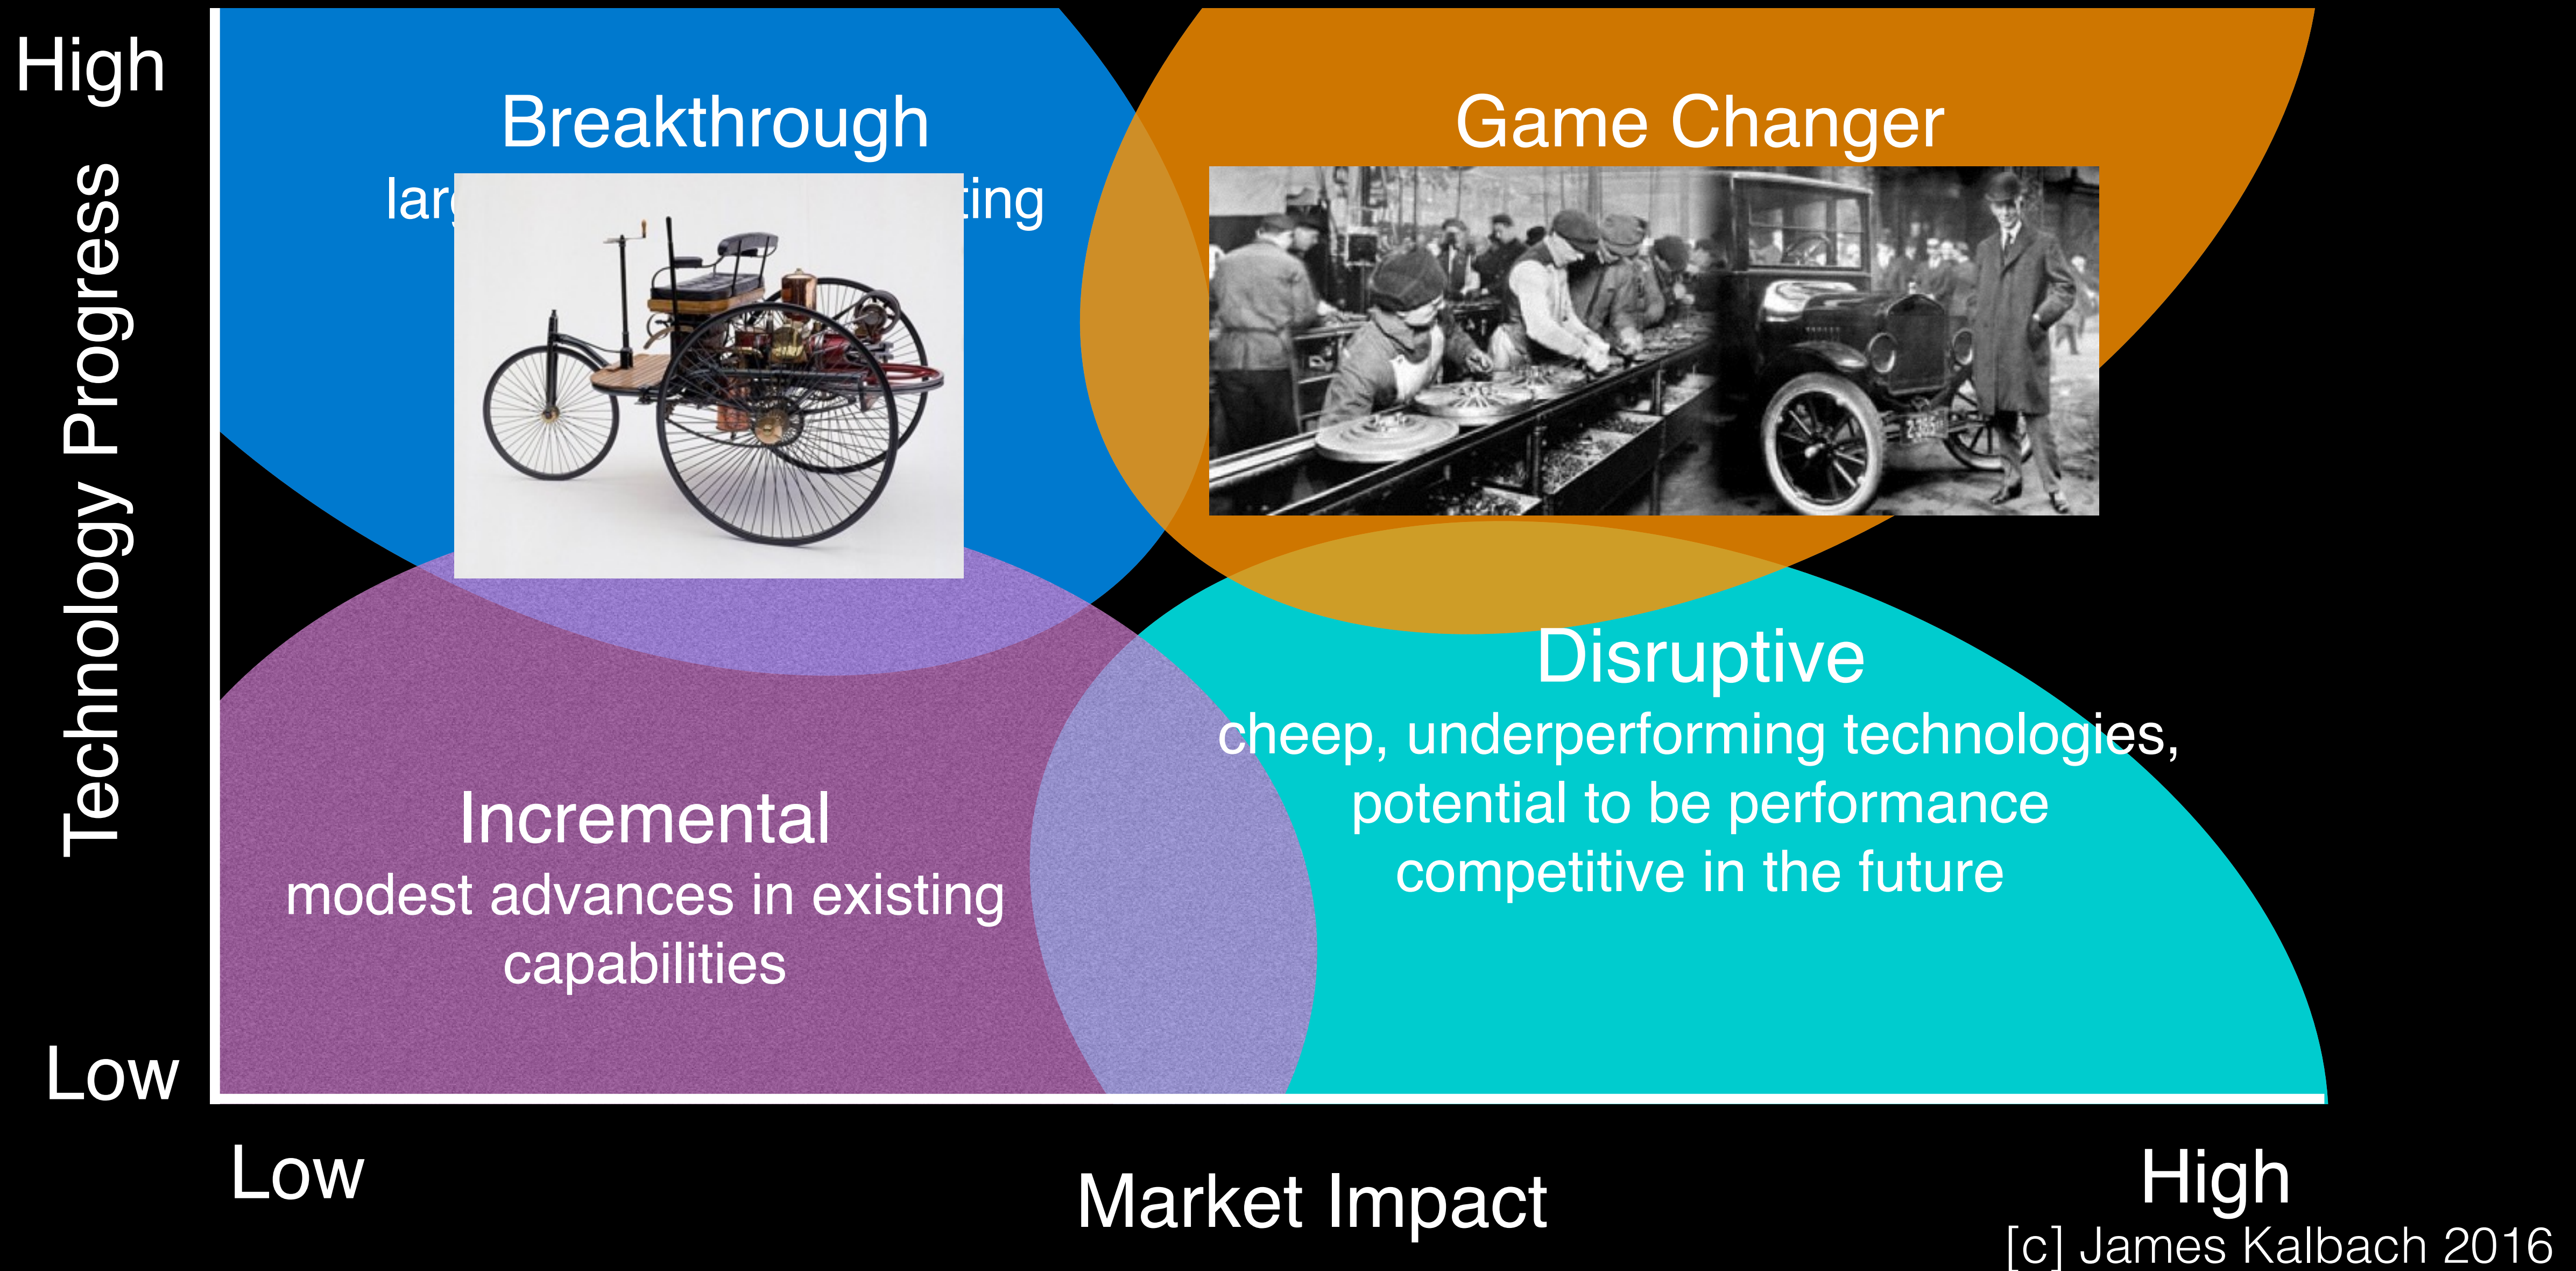 High
Technology Progress
Low
Breakthrough
Game Changer
Disruptive
cheep, underperforming technologies,
potential to be performance
competitive in the future
Incremental
modest advances in existing
capabilities
Low
Market Impact
High
[c] James Kalbach 2016